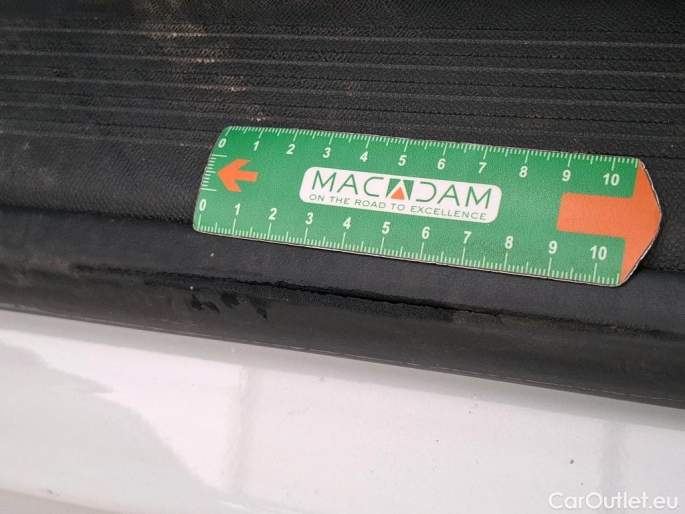 0 1 2 3 4 5 6 7 8 9 10
MACADAM
ON THE ROAD TO EXCELLENCE
0 1 2 3 4 5 6 7 8 9 10
CarOutlet.eu